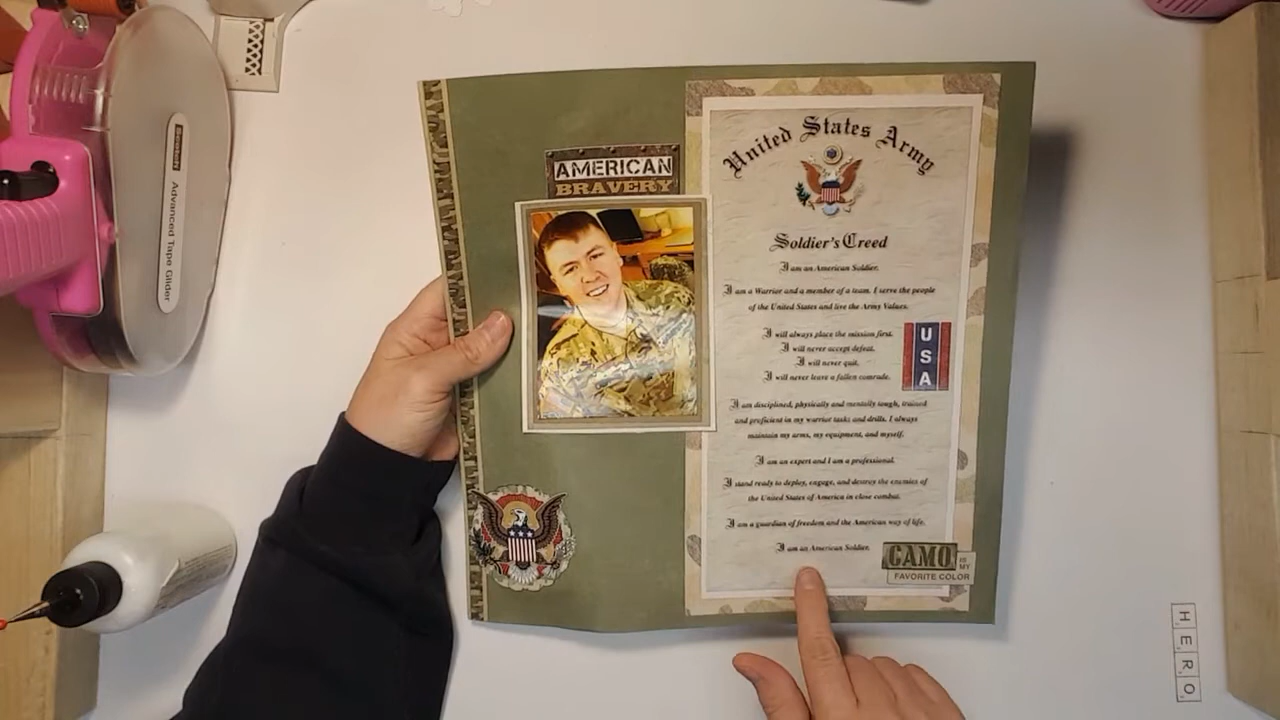 Scotch
Advanced Tape Glider
AMERICAN
BRAVERY
United States Army
Soldier's Creed
I am an American Soldier.
I am a Warrior and a member of a team. I serve the people
of the United States and live the Army Values.
I will always place the mission first.
I will never accept defeat.
I will never quit.
I will never leave a fallen comrade.
USA
I am disciplined, physically and mentally tough, trained
and proficient in my warrior tasks and drills. I always
maintain my arms, my equipment, and myself.
I am an expert and I am a professional.
I stand ready to deploy, engage, and destroy the enemies of
the United States of America in close combat.
I am a guardian of freedom and the American way of life.
I am an American Soldier.
CAMO IS MY
FAVORITE COLOR
HERO